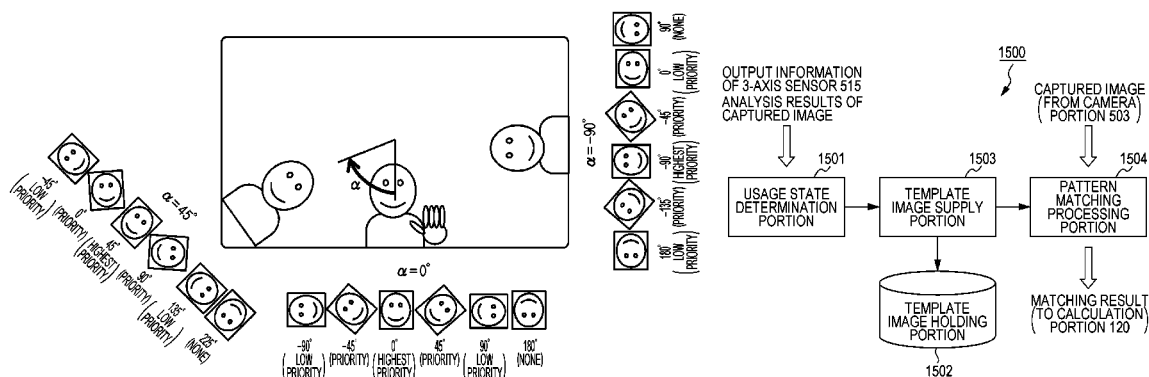 −45°
(LOW
PRIORITY)
0°
(PRIORITY)
45°
(HIGHEST
PRIORITY)
90°
(PRIORITY)
135°
(LOW
PRIORITY)
225°
(NONE)
α=45°
α
α=0°
−90°
(LOW
PRIORITY)
−45°
(PRIORITY)
0°
(HIGHEST
PRIORITY)
45°
(PRIORITY)
90°
(LOW
PRIORITY)
180°
(NONE)
α=−90°
90°
(NONE)
0°
(LOW
PRIORITY)
−45°
(PRIORITY)
−90°
(HIGHEST
PRIORITY)
−135°
(PRIORITY)
180°
(LOW
PRIORITY)
1500
OUTPUT INFORMATION
OF 3-AXIS SENSOR 515
ANALYSIS RESULTS OF
CAPTURED IMAGE
CAPTURED IMAGE
(FROM CAMERA
PORTION 503)
1501
USAGE STATE
DETERMINATION
PORTION
1503
TEMPLATE
IMAGE SUPPLY
PORTION
1504
PATTERN
MATCHING
PROCESSING
PORTION
TEMPLATE
IMAGE HOLDING
PORTION
1502
MATCHING RESULT
(TO CALCULATION
PORTION 120)